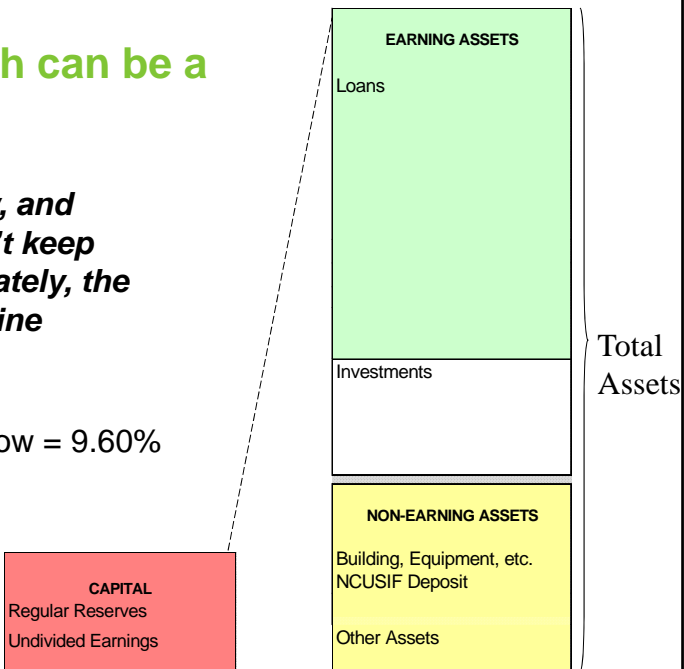 h can be a
, and
't keep
ately, the
ine
ow = 9.60%
CAPITAL
Regular Reserves
Undivided Earnings
EARNING ASSETS
Loans
Investments
NON-EARNING ASSETS
Building, Equipment, etc.
NCUSIF Deposit
Other Assets
Total
Assets